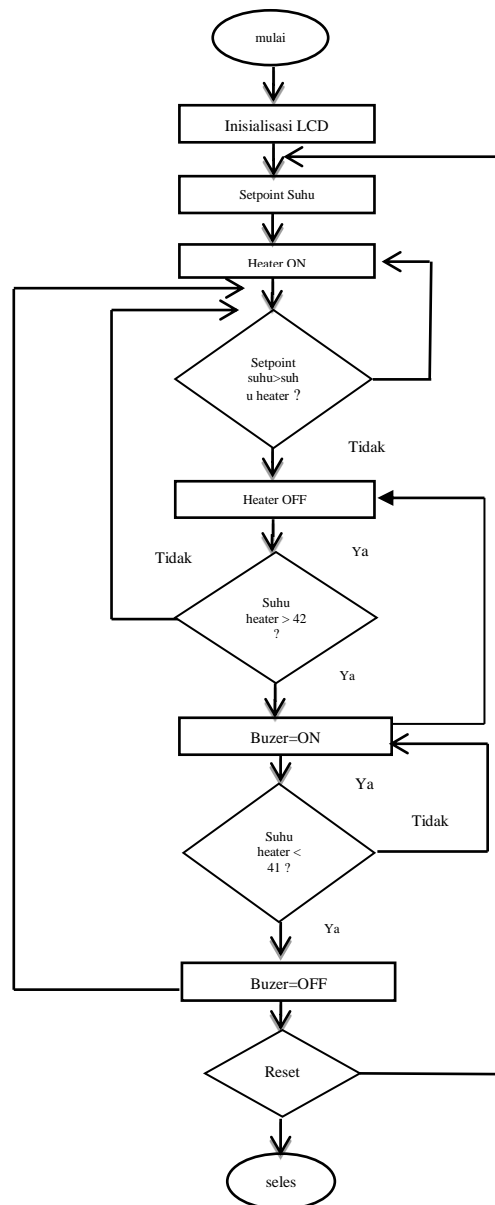 mulai
Inisialisasi LCD
Setpoint Suhu
Heater ON
Setpoint
suhu>suh
u heater ?
Tidak
Heater OFF
Tidak
Ya
Suhu
heater > 42
?
Ya
Buzer=ON
Ya
Tidak
Suhu
heater <
41 ?
Ya
Buzer=OFF
Reset
seles